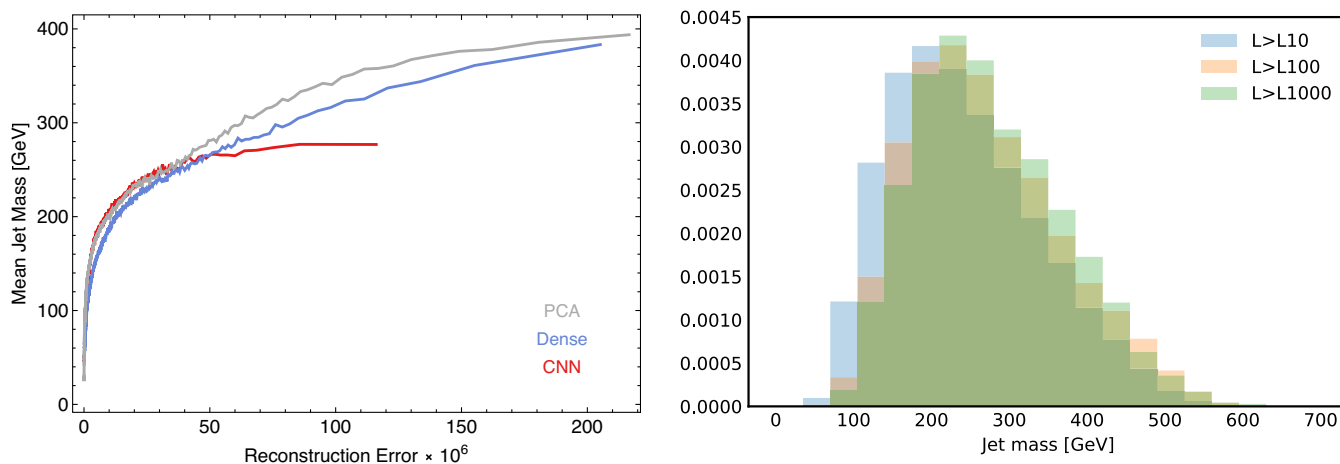 400
300
200
100
0
Mean Jet Mass [GeV]
PCA
Dense
CNN
0 50 100 150 200
Reconstruction Error × 10⁶
0.0045
0.0040
0.0035
0.0030
0.0025
0.0020
0.0015
0.0010
0.0005
0.0000
L>L10
L>L100
L>L1000
0 100 200 300 400 500 600 700
Jet mass [GeV]